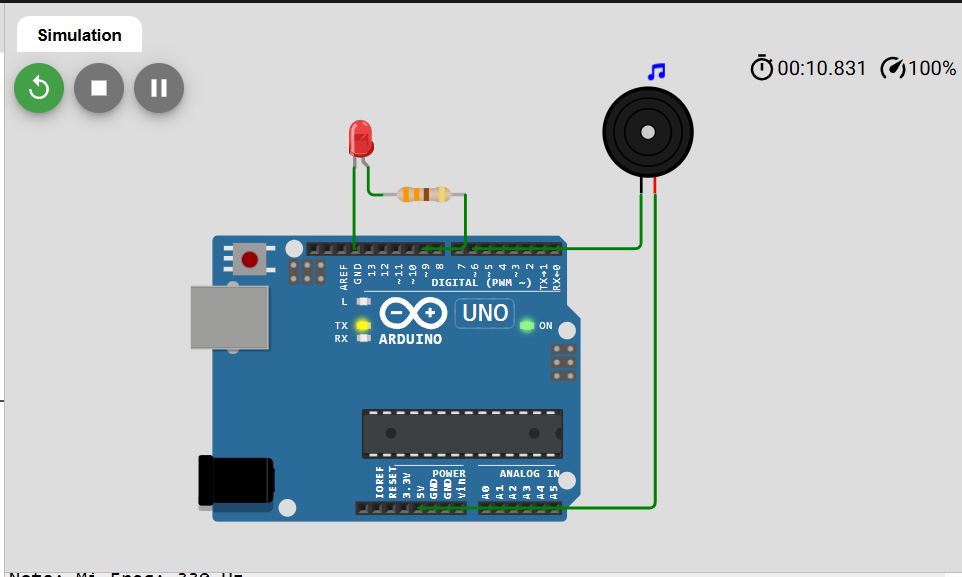 Simulation
00:10.831 100%
AREF
GND
13
12
~11
~10
~9
8
7
~6
~5
4
~3
2
TX→1
RX←0
DIGITAL (PWM ~)
L
TX
RX
UNO
ON
ARDUINO
IOREF
RESET
3.3V
5V
GND
GND
Vin
POWER
ANALOG IN
A0
A1
A2
A3
A4
A5
Note: Mi Freq: 330 Hz